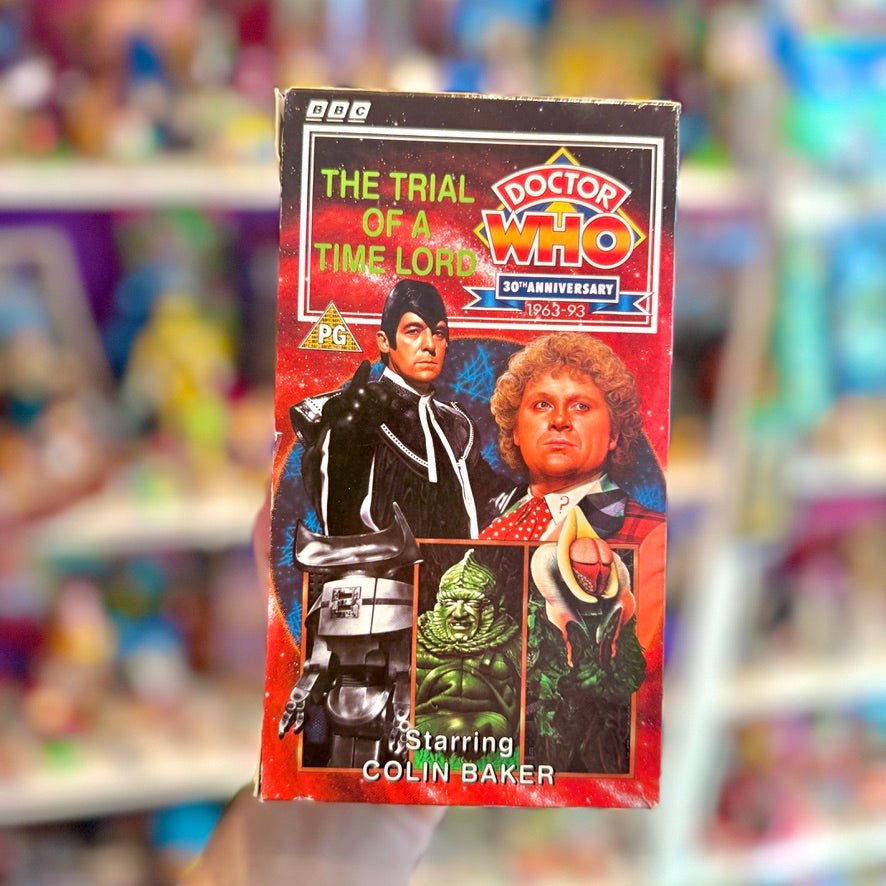 BBC
THE TRIAL
OF A
TIME LORD
DOCTOR
WHO
30TH ANNIVERSARY
1963-93
PG
?
Starring
COLIN BAKER